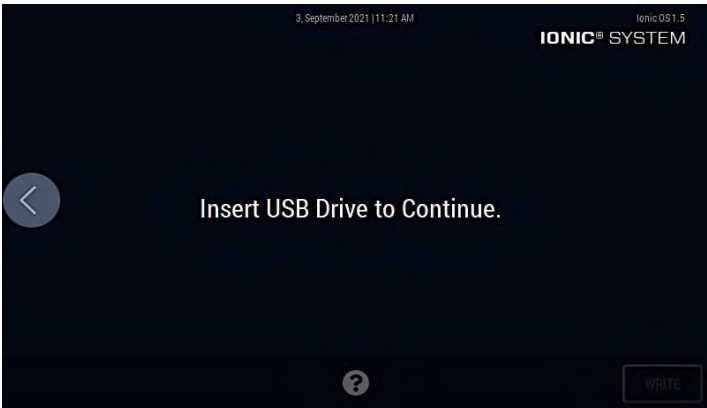 3, September 2021 | 11:21 AM
Ionic OS 1.5
IONIC® SYSTEM
Insert USB Drive to Continue.
?
WRITE